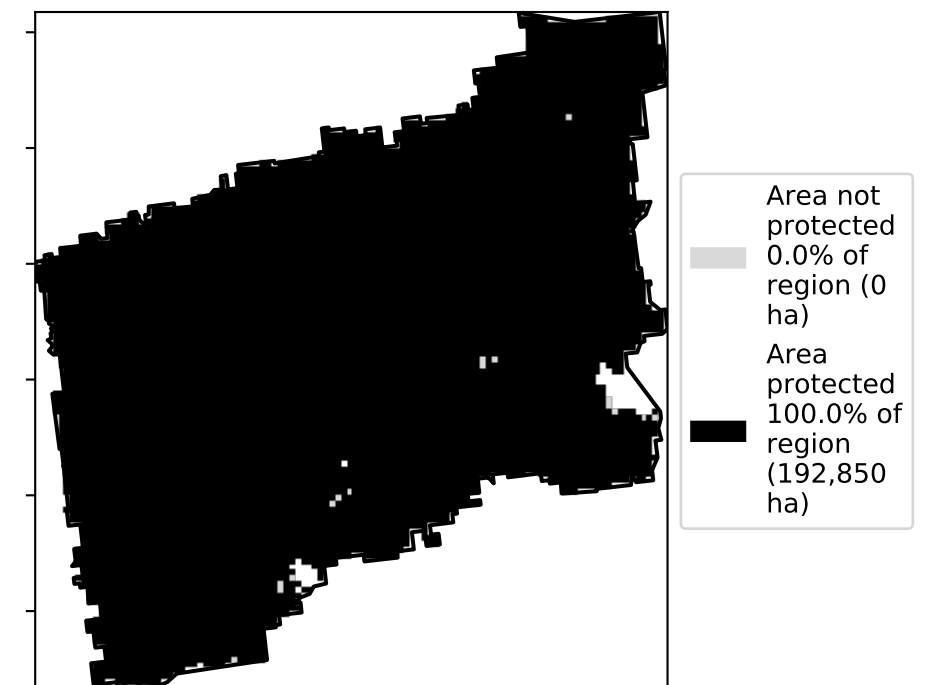 Area not
protected
0.0% of
region (0
ha)
Area
protected
100.0% of
region
(192,850
ha)